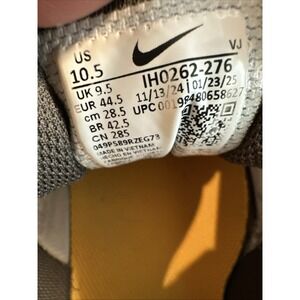 US
10.5
VJ
UK 9.5
IH0262-276
EUR 44.5
11/13/24 | 01/23/25
cm 28.5
UPC 00198480658627
BR 42.5
CN 285
MADE IN VIETNAM